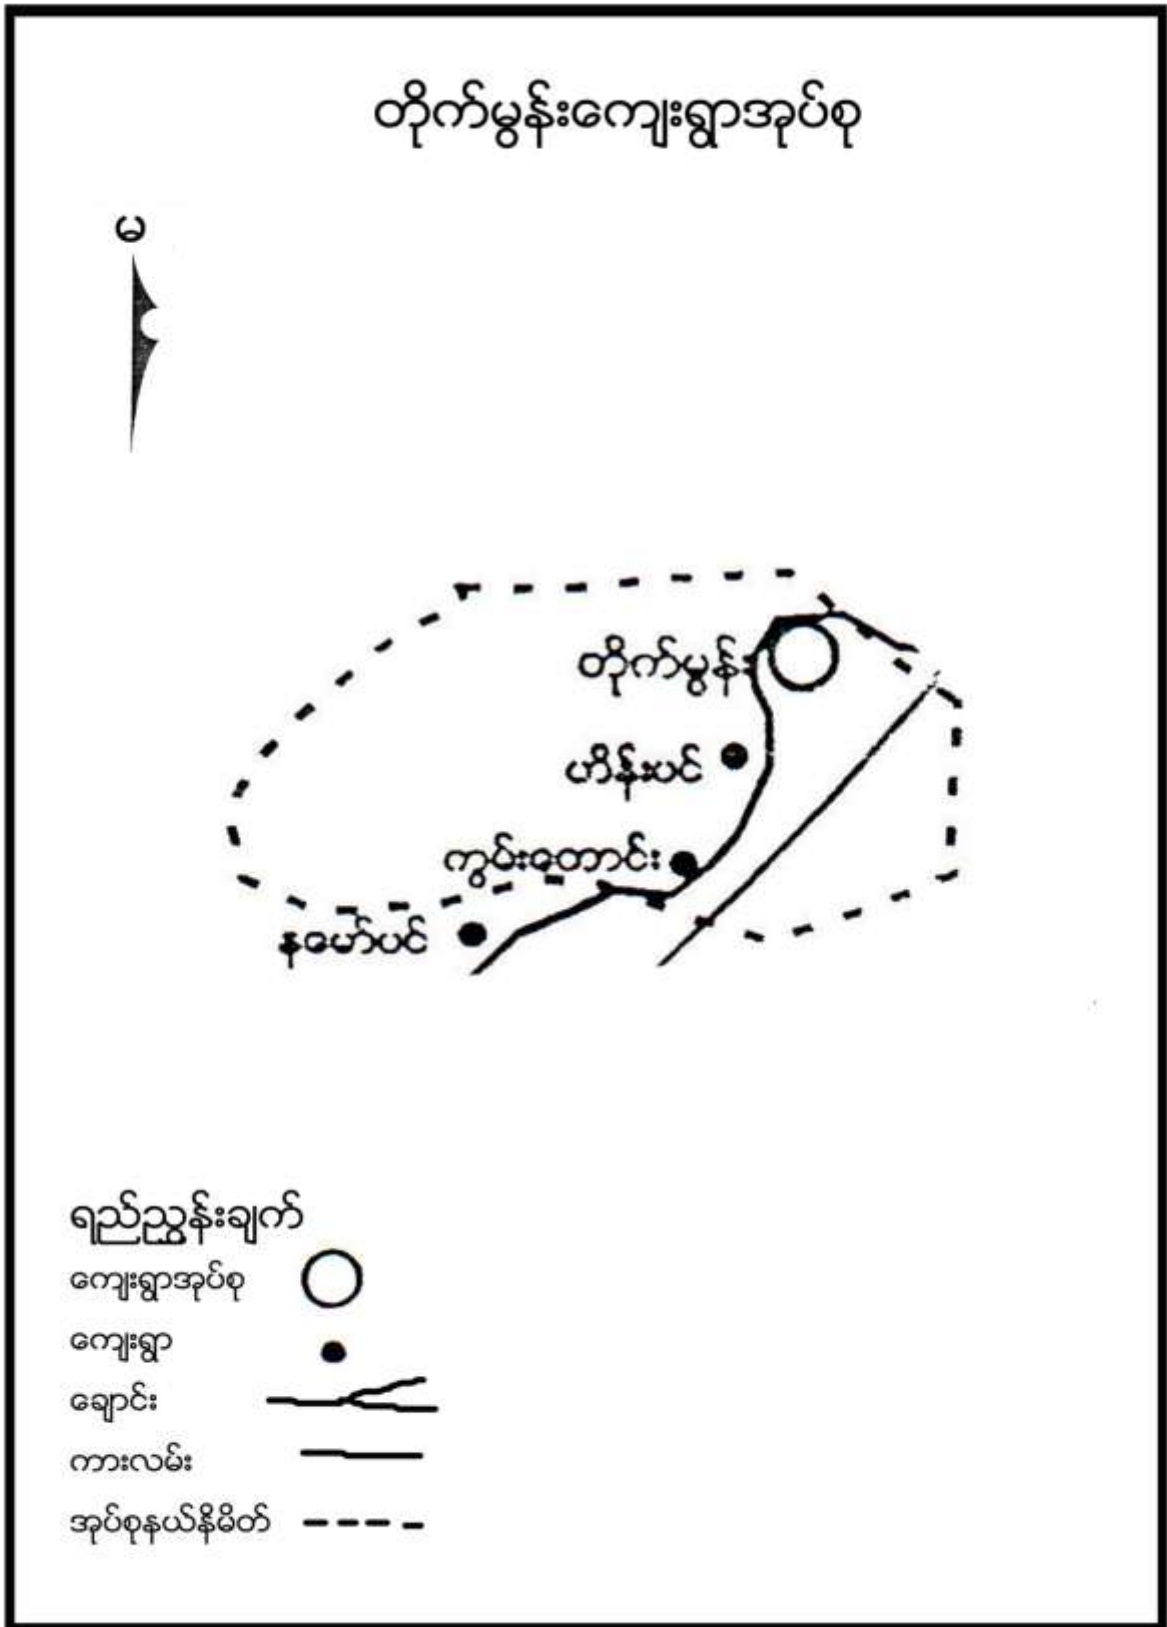 တိုက်မွန်းကျေးရွာအုပ်စု
မ
တိုက်မွန်း
ဟိန်းပင်
ကွမ်းတောင်း
နမော်ပင်
ရည်ညွှန်းချက်
ကျေးရွာအုပ်စု
ကျေးရွာ
ချောင်း
ကားလမ်း
အုပ်စုနယ်နိမိတ်